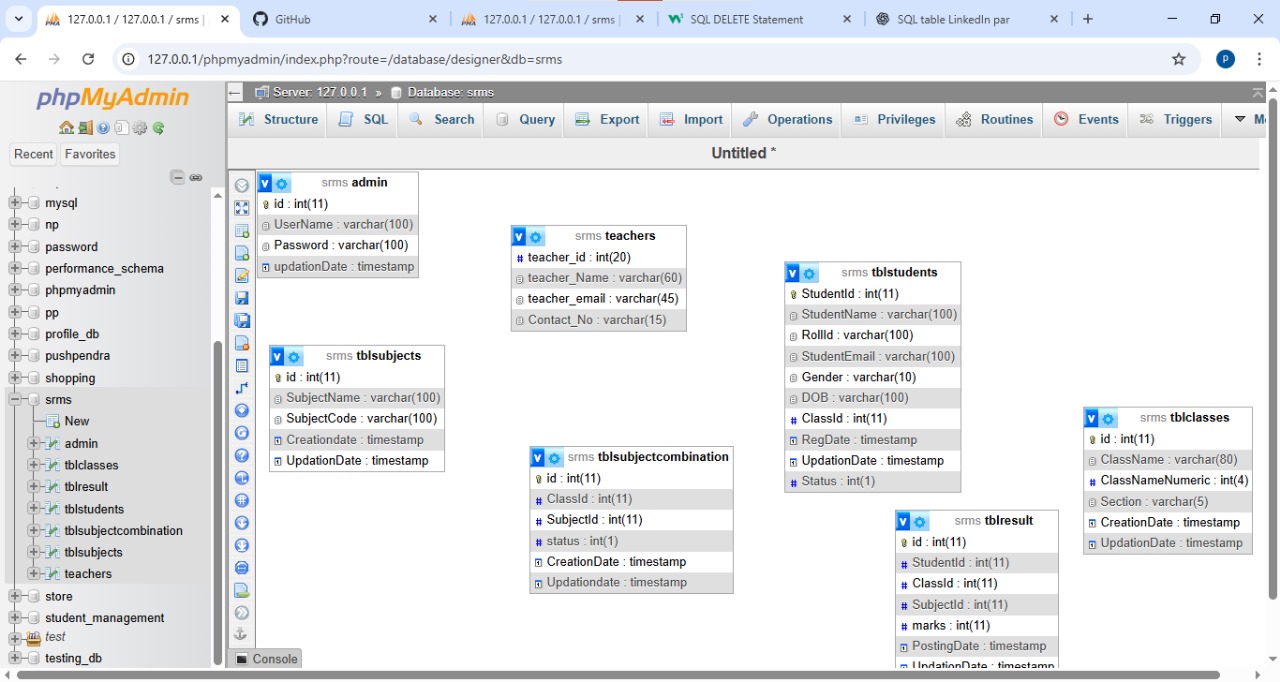 127.0.0.1 / 127.0.0.1 / srms |
GitHub
127.0.0.1 / 127.0.0.1 / srms |
SQL DELETE Statement
SQL table LinkedIn par
127.0.0.1/phpmyadmin/index.php?route=/database/designer&db=srms
P
phpMyAdmin
Recent
Favorites
mysql
np
password
performance_schema
phpmyadmin
pp
profile_db
pushpendra
shopping
srms
New
admin
tblclasses
tblresult
tblstudents
tblsubjectcombination
tblsubjects
teachers
store
student_management
test
testing_db
Server: 127.0.0.1 » Database: srms
Structure
SQL
Search
Query
Export
Import
Operations
Privileges
Routines
Events
Triggers
Untitled *
v srms admin
id : int(11)
UserName : varchar(100)
Password : varchar(100)
updationDate : timestamp
v srms teachers
# teacher_id : int(20)
teacher_Name : varchar(60)
teacher_email : varchar(45)
Contact_No : varchar(15)
v srms tblstudents
StudentId : int(11)
StudentName : varchar(100)
RollId : varchar(100)
StudentEmail : varchar(100)
Gender : varchar(10)
DOB : varchar(100)
# ClassId : int(11)
RegDate : timestamp
UpdationDate : timestamp
# Status : int(1)
v srms tblsubjects
id : int(11)
SubjectName : varchar(100)
SubjectCode : varchar(100)
Creationdate : timestamp
UpdationDate : timestamp
v srms tblsubjectcombination
id : int(11)
# ClassId : int(11)
# SubjectId : int(11)
# status : int(1)
CreationDate : timestamp
Updationdate : timestamp
v srms tblclasses
id : int(11)
ClassName : varchar(80)
# ClassNameNumeric : int(4)
Section : varchar(5)
CreationDate : timestamp
UpdationDate : timestamp
v srms tblresult
id : int(11)
# StudentId : int(11)
# ClassId : int(11)
# SubjectId : int(11)
# marks : int(11)
PostingDate : timestamp
UpdationDate : timestamp
Console